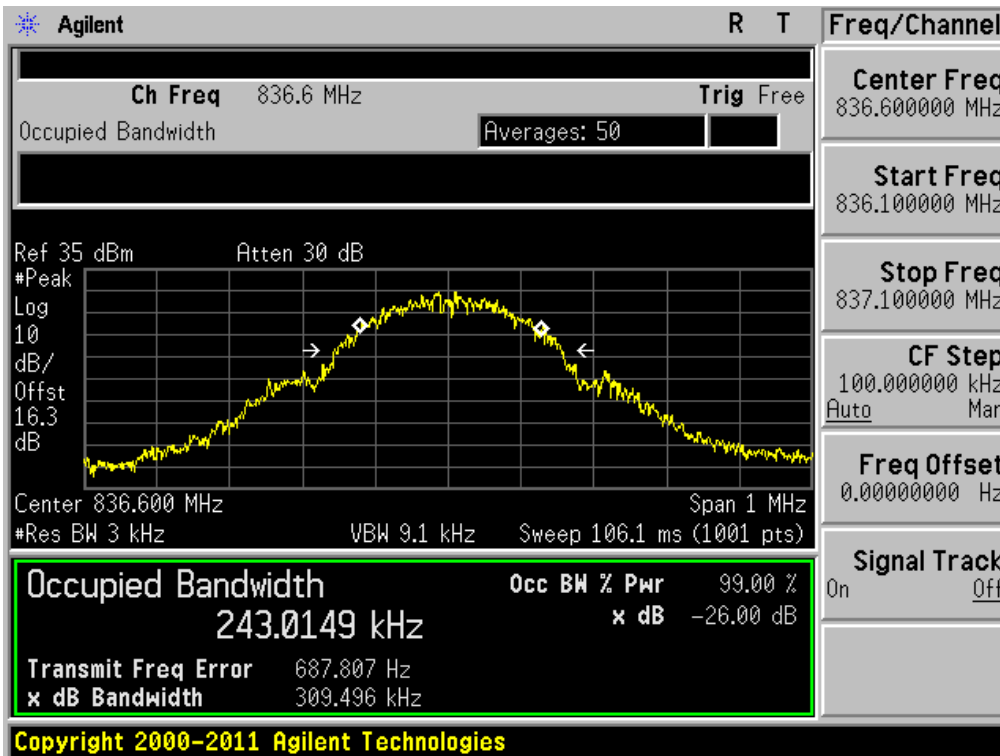 Agilent
R T
Freq/Channel
Ch Freq 836.6 MHz
Trig Free
Occupied Bandwidth
Averages: 50
Ref 35 dBm
Atten 30 dB
#Peak
Log
10
dB/
Offst
16.3
dB
Center 836.600 MHz
Span 1 MHz
#Res BW 3 kHz
VBW 9.1 kHz
Sweep 106.1 ms (1001 pts)
Occupied Bandwidth
243.0149 kHz
Occ BW % Pwr 99.00 %
x dB -26.00 dB
Transmit Freq Error 687.807 Hz
x dB Bandwidth 309.496 kHz
Copyright 2000-2011 Agilent Technologies
Center Freq
836.600000 MHz
Start Freq
836.100000 MHz
Stop Freq
837.100000 MHz
CF Step
100.000000 kHz
Auto Man
Freq Offset
0.00000000 Hz
Signal Track
On Off